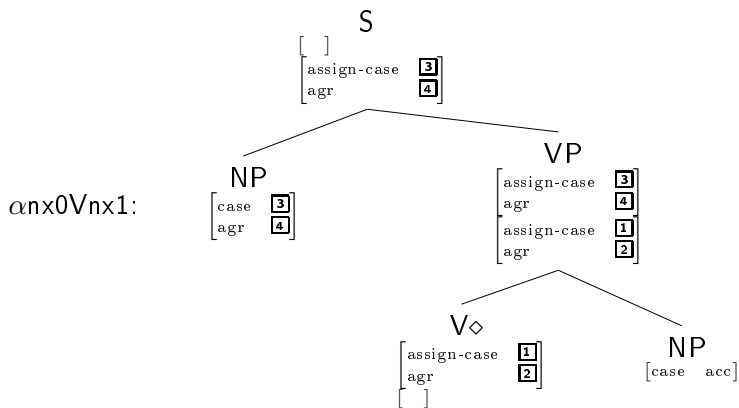 S
[ ]
[assign-case 3
agr 4]
NP
[case 3
agr 4]
VP
[assign-case 3
agr 4]
[assign-case 1
agr 2]
αnx0Vnx1:
V◇
[assign-case 1
agr 2]
[ ]
NP
[case acc]